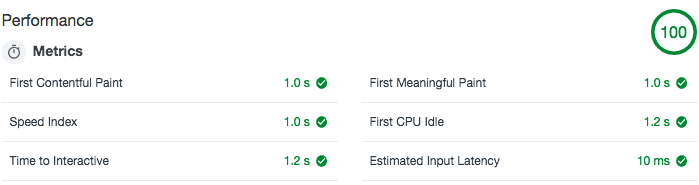 Performance
100
Metrics
First Contentful Paint 1.0 s
First Meaningful Paint 1.0 s
Speed Index 1.0 s
First CPU Idle 1.2 s
Time to Interactive 1.2 s
Estimated Input Latency 10 ms